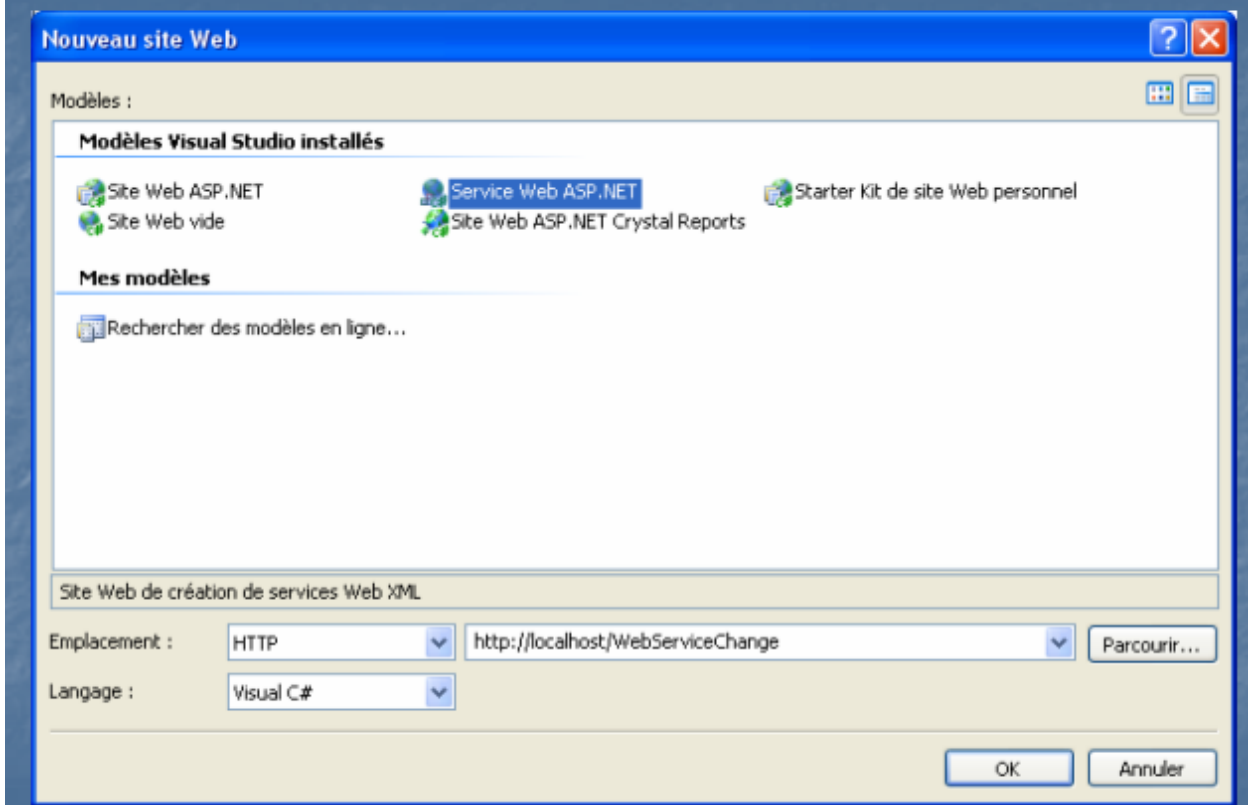 Nouveau site Web
Modèles :
Modèles Visual Studio installés
Site Web ASP.NET
Service Web ASP.NET
Starter Kit de site Web personnel
Site Web vide
Site Web ASP.NET Crystal Reports
Mes modèles
Rechercher des modèles en ligne...
Site Web de création de services Web XML
Emplacement :
HTTP
http://localhost/WebServiceChange
Parcourir...
Langage :
Visual C#
OK
Annuler